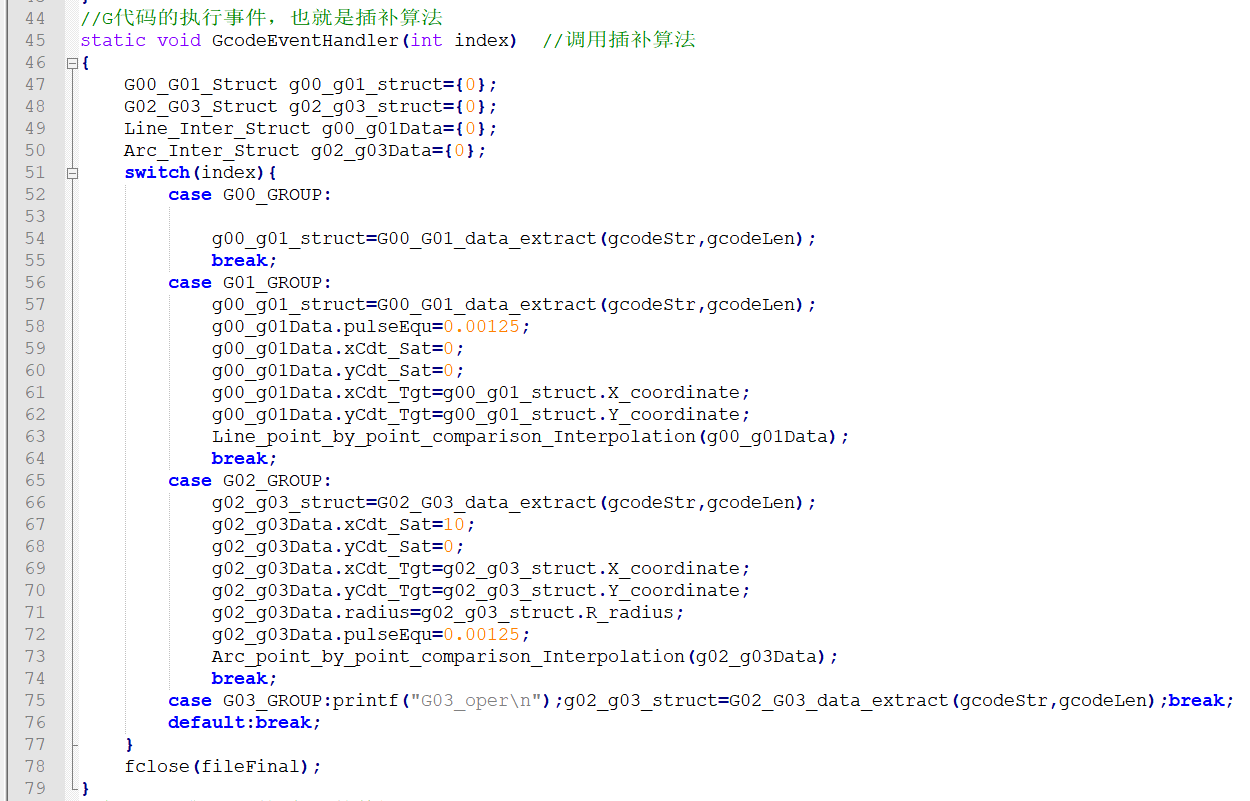 44 //G代码的执行事件，也就是插补算法
45 static void GcodeEventHandler(int index)  //调用插补算法
46 {
47     G00_G01_Struct g00_g01_struct={0};
48     G02_G03_Struct g02_g03_struct={0};
49     Line_Inter_Struct g00_g01Data={0};
50     Arc_Inter_Struct g02_g03Data={0};
51     switch(index){
52         case G00_GROUP:
53
54             g00_g01_struct=G00_G01_data_extract(gcodeStr,gcodeLen);
55             break;
56         case G01_GROUP:
57             g00_g01_struct=G00_G01_data_extract(gcodeStr,gcodeLen);
58             g00_g01Data.pulseEqu=0.00125;
59             g00_g01Data.xCdt_Sat=0;
60             g00_g01Data.yCdt_Sat=0;
61             g00_g01Data.xCdt_Tgt=g00_g01_struct.X_coordinate;
62             g00_g01Data.yCdt_Tgt=g00_g01_struct.Y_coordinate;
63             Line_point_by_point_comparison_Interpolation(g00_g01Data);
64             break;
65         case G02_GROUP:
66             g02_g03_struct=G02_G03_data_extract(gcodeStr,gcodeLen);
67             g02_g03Data.xCdt_Sat=10;
68             g02_g03Data.yCdt_Sat=0;
69             g02_g03Data.xCdt_Tgt=g02_g03_struct.X_coordinate;
70             g02_g03Data.yCdt_Tgt=g02_g03_struct.Y_coordinate;
71             g02_g03Data.radius=g02_g03_struct.R_radius;
72             g02_g03Data.pulseEqu=0.00125;
73             Arc_point_by_point_comparison_Interpolation(g02_g03Data);
74             break;
75         case G03_GROUP:printf("G03_oper\n");g02_g03_struct=G02_G03_data_extract(gcodeStr,gcodeLen);break;
76         default:break;
77     }
78     fclose(fileFinal);
79 }